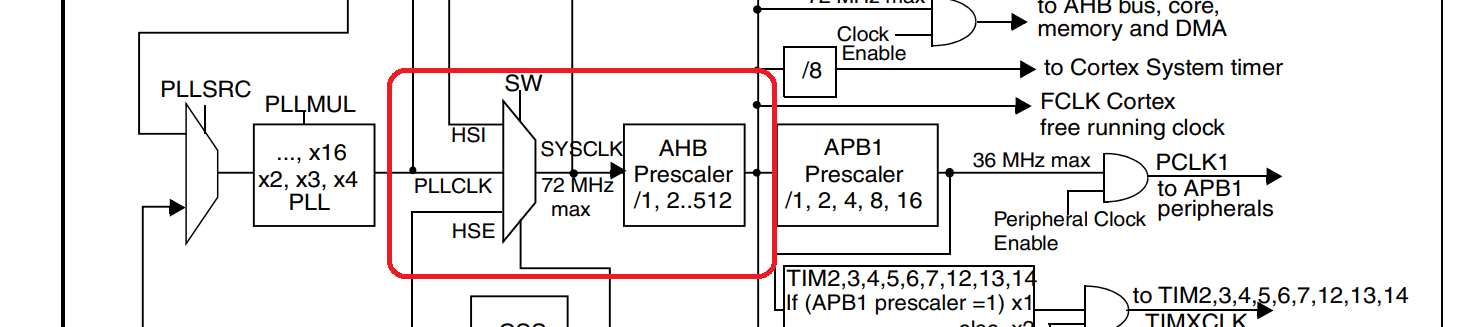 72 MHz max
to AHB bus, core,
memory and DMA
Clock
Enable
/8
to Cortex System timer
FCLK Cortex
free running clock
PLLSRC
PLLMUL
..., x16
x2, x3, x4
PLL
SW
HSI
PLLCLK
HSE
SYSCLK
72 MHz
max
AHB
Prescaler
/1, 2..512
APB1
Prescaler
/1, 2, 4, 8, 16
36 MHz max
PCLK1
to APB1
peripherals
Peripheral Clock
Enable
TIM2,3,4,5,6,7,12,13,14
If (APB1 prescaler =1) x1
else x2
to TIM2,3,4,5,6,7,12,13,14
TIMXCLK
CSS